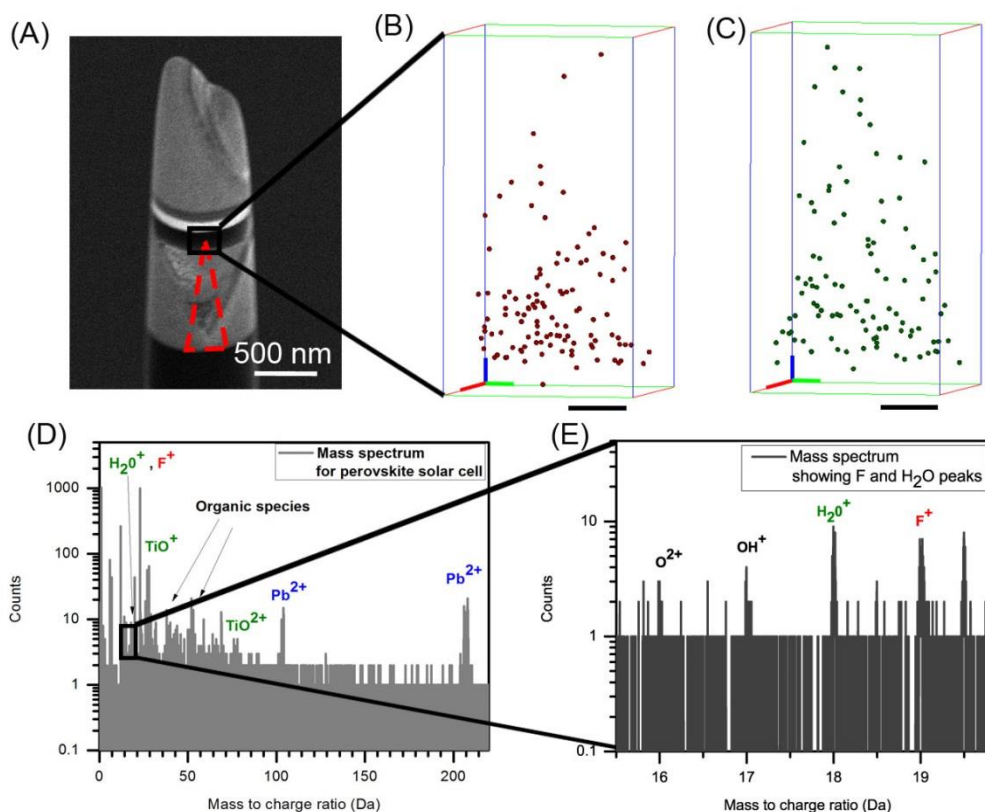 (A)
500 nm
(B)
(C)
(D)
H₂0⁺ , F⁺
Mass spectrum
for perovskite solar cell
Organic species
TiO⁺
TiO²⁺
Pb²⁺
Pb²⁺
Counts
1000
100
10
1
0.1
0 50 100 150 200
Mass to charge ratio (Da)
(E)
Mass spectrum
showing F and H₂O peaks
H₂0⁺
F⁺
O²⁺
OH⁺
Counts
10
1
0.1
16 17 18 19
Mass to charge ratio (Da)